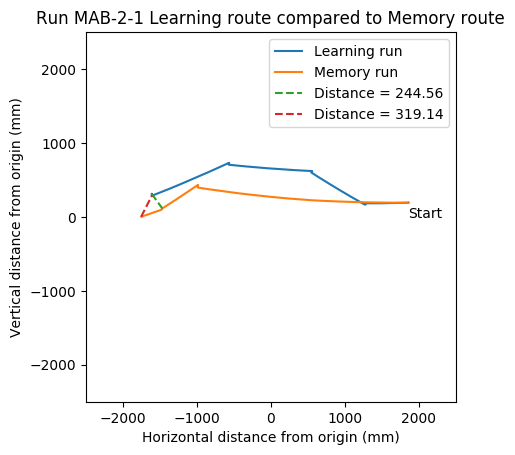 Run MAB-2-1 Learning route compared to Memory route
Learning run
Memory run
Distance = 244.56
Distance = 319.14
2000
1000
0
−1000
−2000
Vertical distance from origin (mm)
Start
−2000 −1000 0 1000 2000
Horizontal distance from origin (mm)